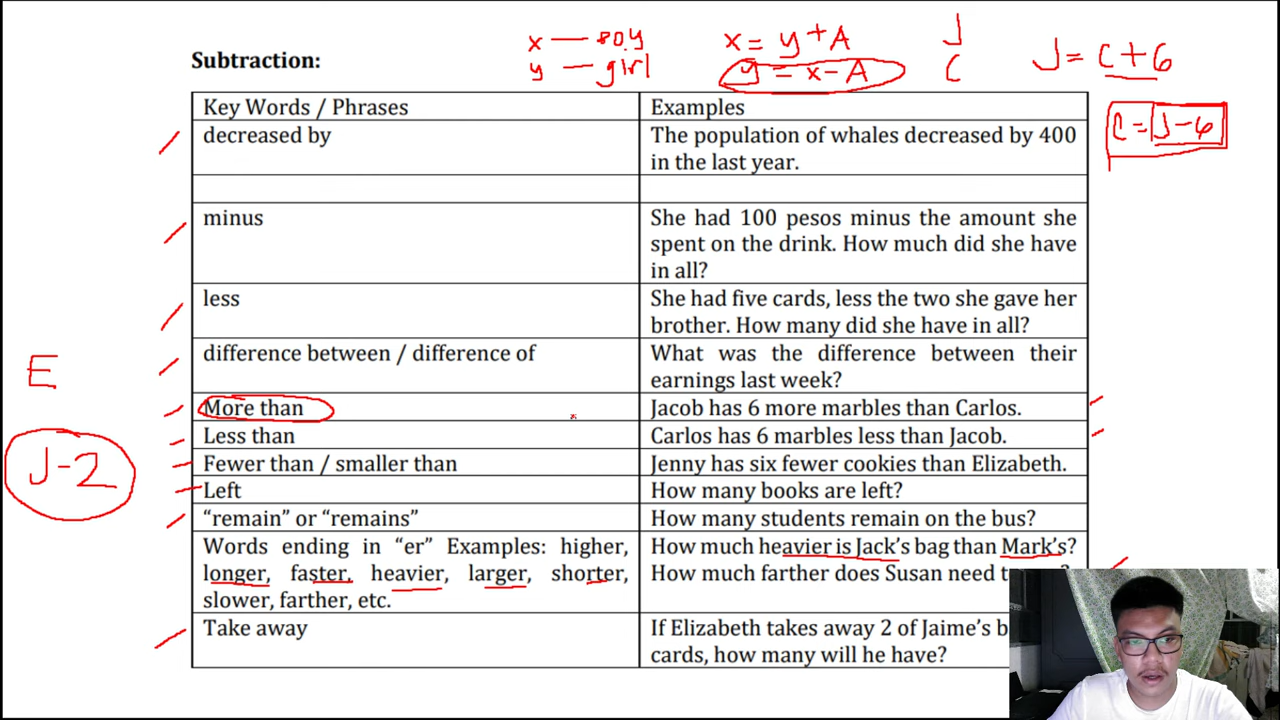 x — boy
y — girl
x = y + A
y = x - A
J
C
J = C + 6
C = J - 6
Subtraction:
Key Words / Phrases
Examples
decreased by
The population of whales decreased by 400
in the last year.
minus
She had 100 pesos minus the amount she
spent on the drink. How much did she have
in all?
less
She had five cards, less the two she gave her
brother. How many did she have in all?
difference between / difference of
What was the difference between their
earnings last week?
More than
Jacob has 6 more marbles than Carlos.
Less than
Carlos has 6 marbles less than Jacob.
Fewer than / smaller than
Jenny has six fewer cookies than Elizabeth.
Left
How many books are left?
“remain” or “remains”
How many students remain on the bus?
Words ending in “er” Examples: higher,
longer, faster, heavier, larger, shorter,
slower, farther, etc.
How much heavier is Jack’s bag than Mark’s?
How much farther does Susan need
Take away
If Elizabeth takes away 2 of Jaime’s
cards, how many will he have?
E
J - 2